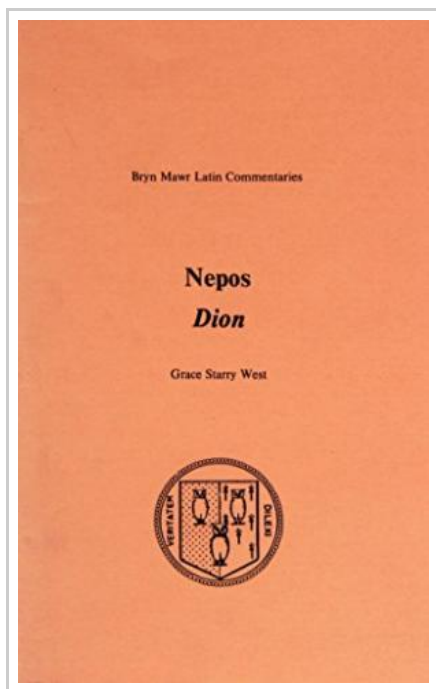 Bryn Mawr Latin Commentaries
Nepos
Dion
Grace Starry West
VERITATEM DILEXI